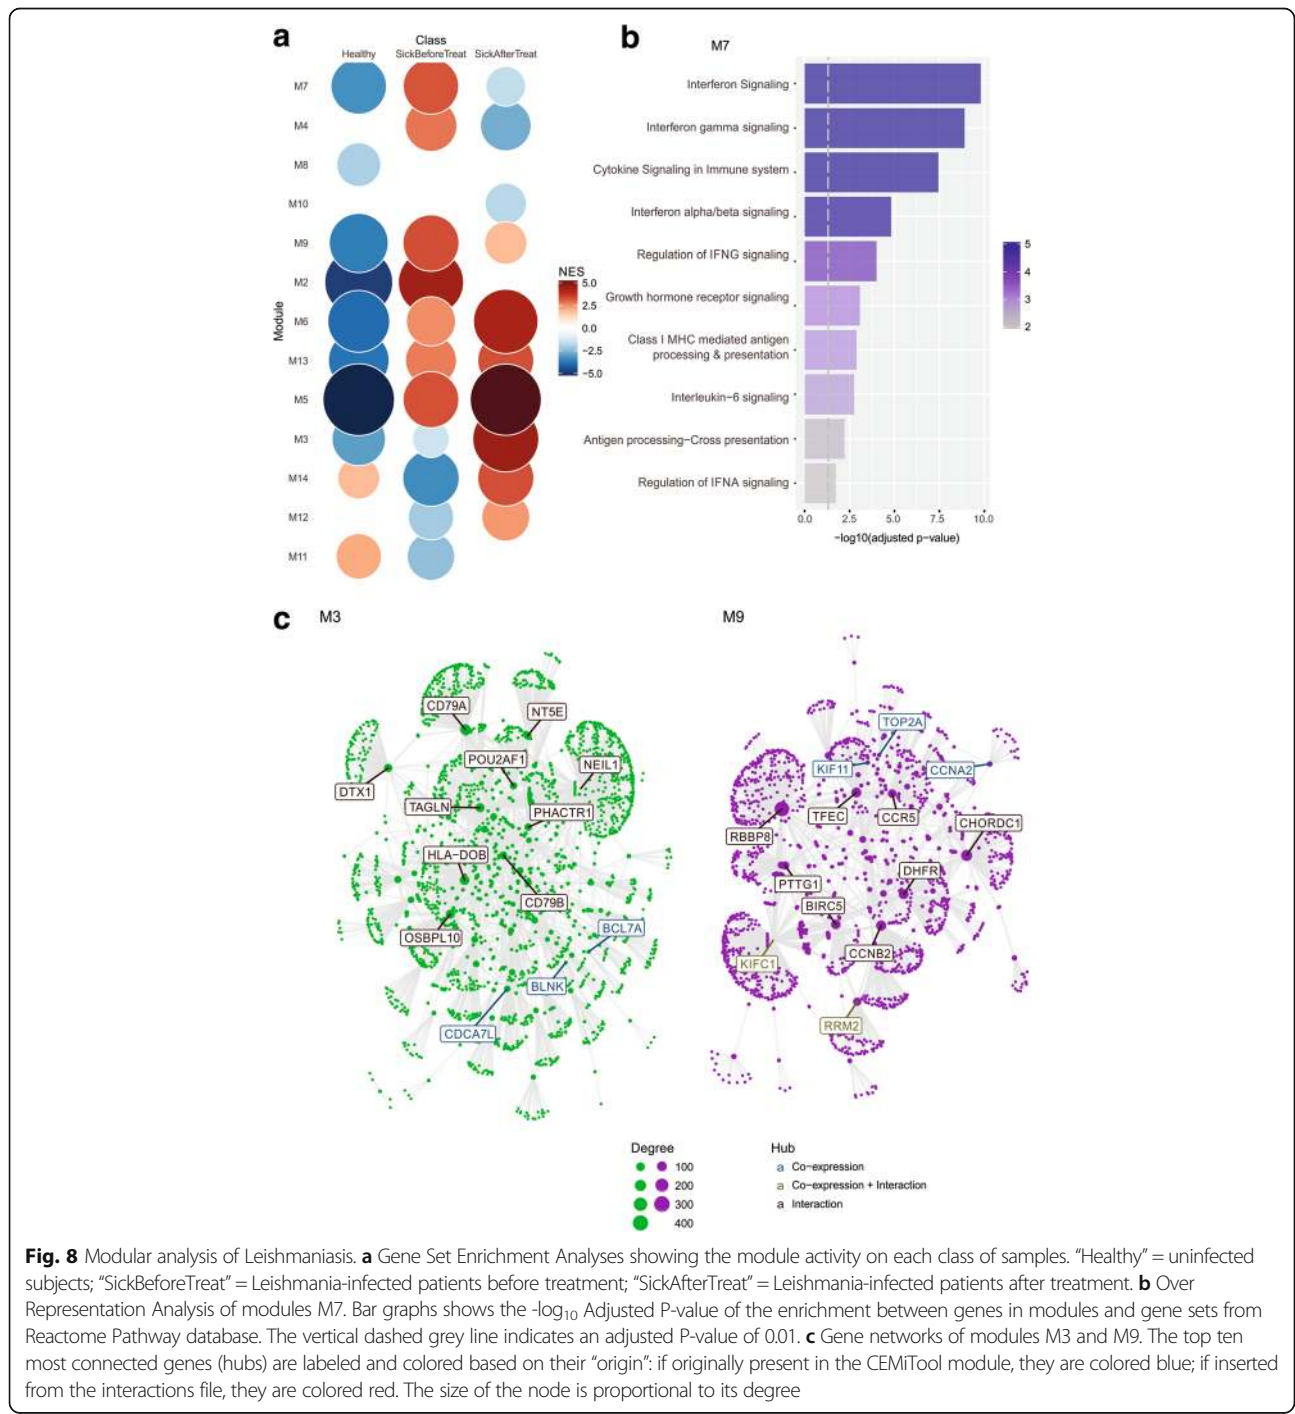 a
Class
Healthy SickBeforeTreat SickAfterTreat
Module
M7
M4
M8
M10
M9
M2
M6
M13
M5
M3
M14
M12
M11
NES
5.0
2.5
0.0
−2.5
−5.0
b
M7
Interferon Signaling
Interferon gamma signaling
Cytokine Signaling in Immune system
Interferon alpha/beta signaling
Regulation of IFNG signaling
Growth hormone receptor signaling
Class I MHC mediated antigen
processing & presentation
Interleukin−6 signaling
Antigen processing−Cross presentation
Regulation of IFNA signaling
0.0 2.5 5.0 7.5 10.0
−log10(adjusted p−value)
5
4
3
2
c
M3
CD79A
NT5E
POU2AF1
NEIL1
DTX1
TAGLN
PHACTR1
HLA−DOB
CD79B
OSBPL10
BCL7A
BLNK
CDCA7L
M9
TOP2A
KIF11
CCNA2
TFEC
CCR5
CHORDC1
RBBP8
DHFR
PTTG1
BIRC5
CCNB2
KIFC1
RRM2
Degree
100
200
300
400
Hub
a Co−expression
a Co−expression + Interaction
a Interaction
Fig. 8 Modular analysis of Leishmaniasis. a Gene Set Enrichment Analyses showing the module activity on each class of samples. “Healthy” = uninfected
subjects; “SickBeforeTreat” = Leishmania-infected patients before treatment; “SickAfterTreat” = Leishmania-infected patients after treatment. b Over
Representation Analysis of modules M7. Bar graphs shows the -log10 Adjusted P-value of the enrichment between genes in modules and gene sets from
Reactome Pathway database. The vertical dashed grey line indicates an adjusted P-value of 0.01. c Gene networks of modules M3 and M9. The top ten
most connected genes (hubs) are labeled and colored based on their “origin”: if originally present in the CEMiTool module, they are colored blue; if inserted
from the interactions file, they are colored red. The size of the node is proportional to its degree